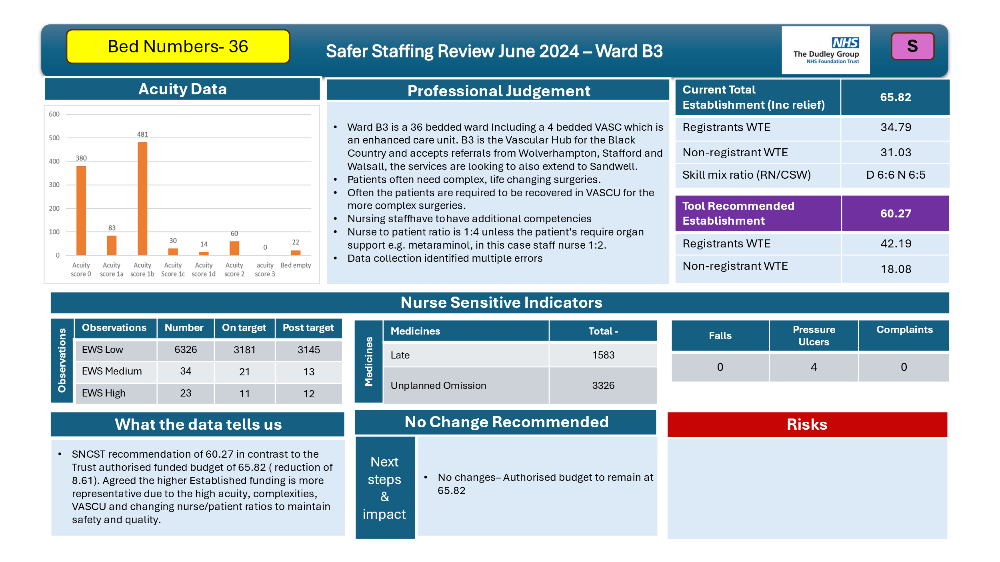 Bed Numbers- 36
Safer Staffing Review June 2024 – Ward B3
NHS
The Dudley Group
NHS Foundation Trust
S
Acuity Data
600
500
400
300
200
100
0
380
83
481
30
14
60
0
22
Acuity score 0
Acuity score 1a
Acuity score 1b
Acuity Score 1c
Acuity score 1d
Acuity score 2
acuity score 3
Bed empty
Professional Judgement
• Ward B3 is a 36 bedded ward Including a 4 bedded VASC which is
an enhanced care unit. B3 is the Vascular Hub for the Black
Country and accepts referrals from Wolverhampton, Stafford and
Walsall, the services are looking to also extend to Sandwell.
• Patients often need complex, life changing surgeries.
• Often the patients are required to be recovered in VASCU for the
more complex surgeries.
• Nursing staffhave to have additional competencies
• Nurse to patient ratio is 1:4 unless the patient's require organ
support e.g. metaraminol, in this case staff nurse 1:2.
• Data collection identified multiple errors
Current Total
Establishment (Inc relief) 65.82
Registrants WTE 34.79
Non-registrant WTE 31.03
Skill mix ratio (RN/CSW) D 6:6 N 6:5
Tool Recommended
Establishment 60.27
Registrants WTE 42.19
Non-registrant WTE 18.08
Nurse Sensitive Indicators
Observations
Observations Number On target Post target
EWS Low 6326 3181 3145
EWS Medium 34 21 13
EWS High 23 11 12
Medicines
Medicines Total -
Late 1583
Unplanned Omission 3326
Falls Pressure Ulcers Complaints
0 4 0
What the data tells us
• SNCST recommendation of 60.27 in contrast to the
Trust authorised funded budget of 65.82 ( reduction of
8.61). Agreed the higher Established funding is more
representative due to the high acuity, complexities,
VASCU and changing nurse/patient ratios to maintain
safety and quality.
No Change Recommended
Next
steps
&
impact
• No changes– Authorised budget to remain at
65.82
Risks